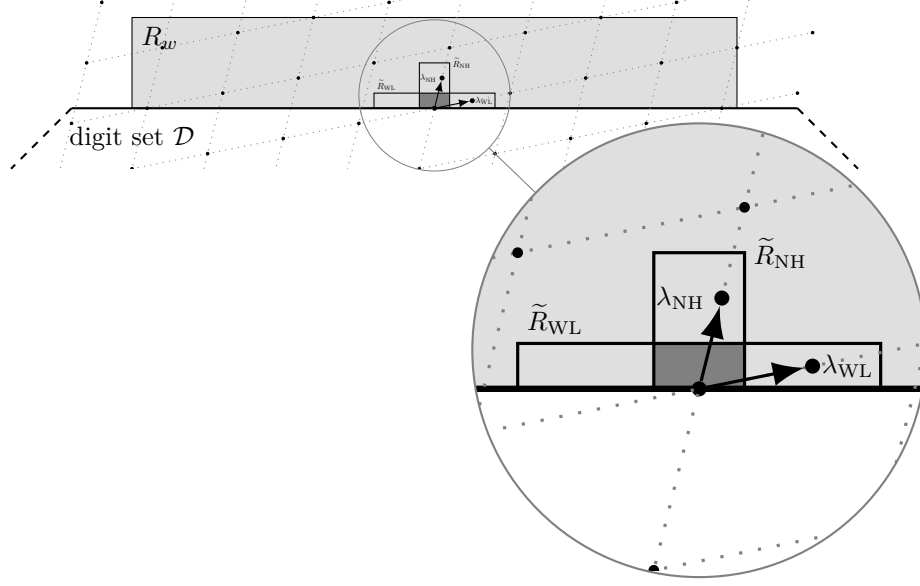 R_w
R̃_NH
λ_NH
R̃_WL
λ_WL
digit set 𝒟
R̃_NH
λ_NH
R̃_WL
λ_WL